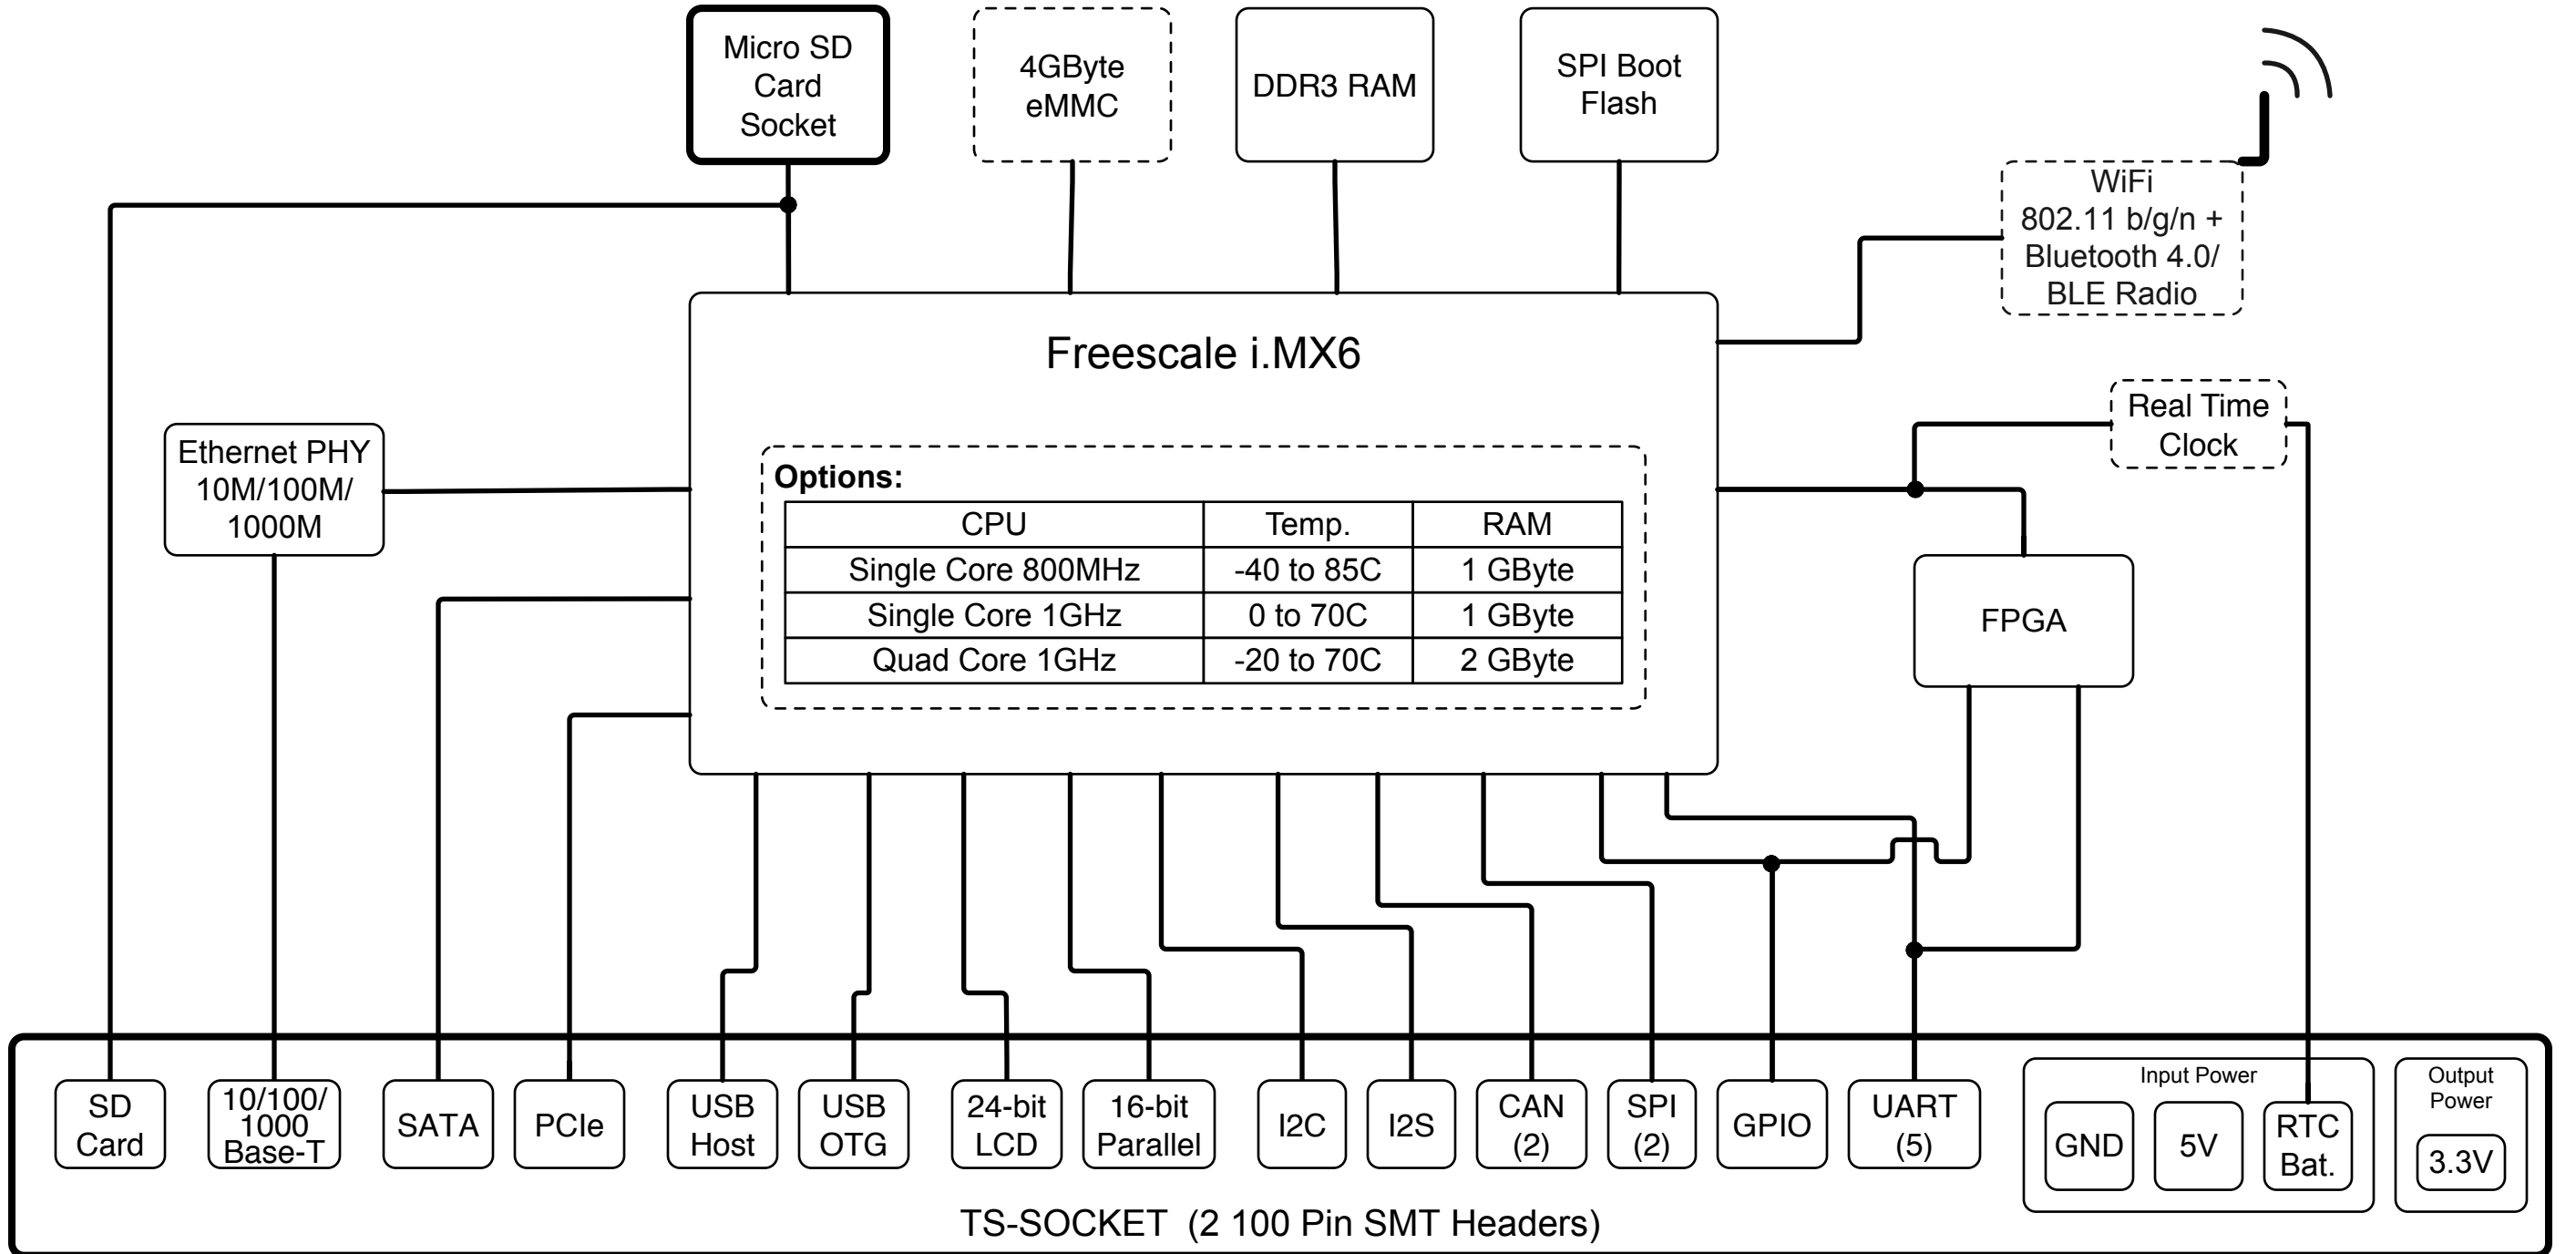 Micro SD
Card
Socket
4GByte
eMMC
DDR3 RAM
SPI Boot
Flash
WiFi
802.11 b/g/n +
Bluetooth 4.0/
BLE Radio
Freescale i.MX6
Real Time
Clock
Ethernet PHY
10M/100M/
1000M
Options:
CPU Temp. RAM
Single Core 800MHz -40 to 85C 1 GByte
Single Core 1GHz 0 to 70C 1 GByte
Quad Core 1GHz -20 to 70C 2 GByte
FPGA
SD
Card
10/100/
1000
Base-T
SATA
PCIe
USB
Host
USB
OTG
24-bit
LCD
16-bit
Parallel
I2C
I2S
CAN
(2)
SPI
(2)
GPIO
UART
(5)
Input Power
GND
5V
RTC
Bat.
Output
Power
3.3V
TS-SOCKET (2 100 Pin SMT Headers)